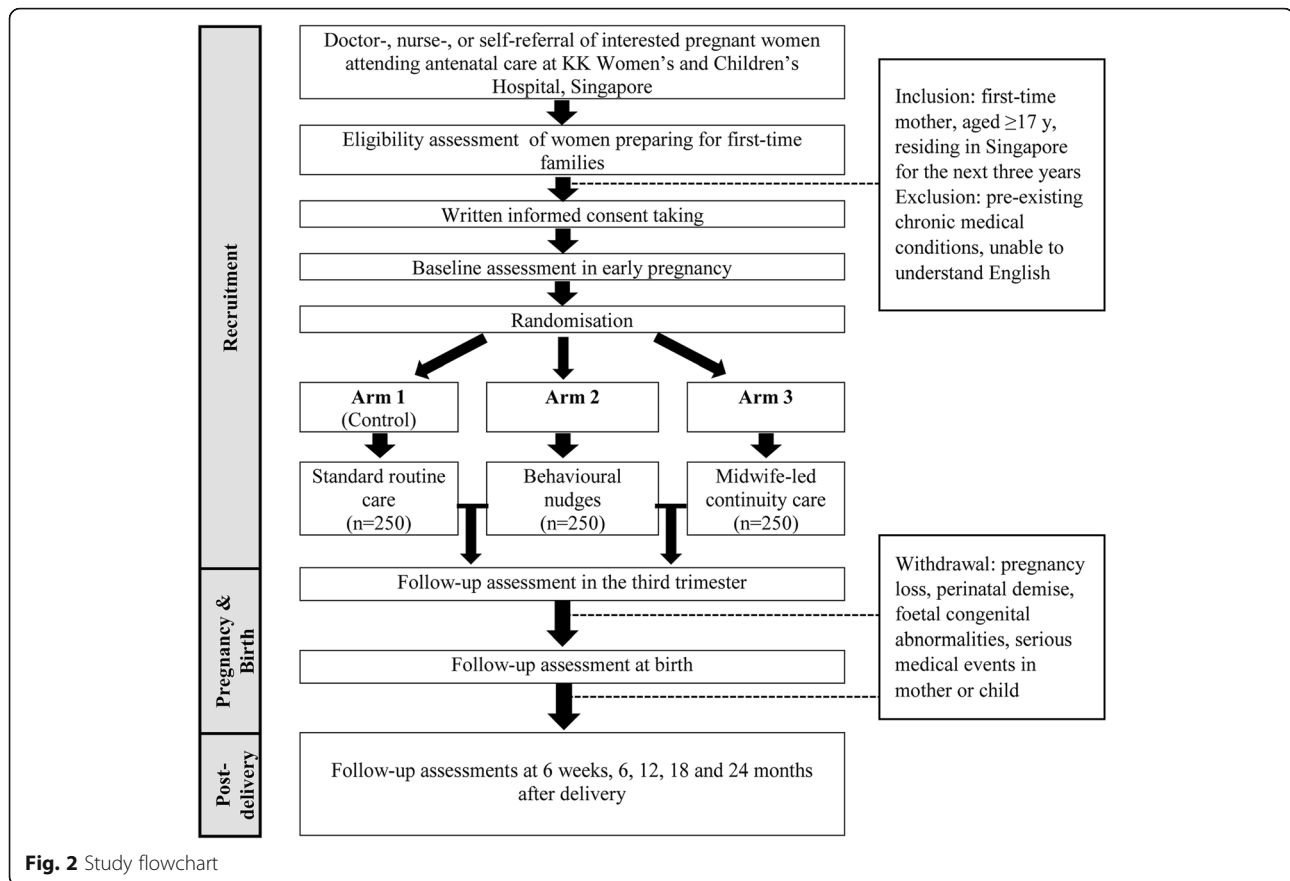 Doctor-, nurse-, or self-referral of interested pregnant women
attending antenatal care at KK Women's and Children's
Hospital, Singapore
Eligibility assessment of women preparing for first-time
families
Inclusion: first-time
mother, aged ≥17 y,
residing in Singapore
for the next three years
Exclusion: pre-existing
chronic medical
conditions, unable to
understand English
Written informed consent taking
Baseline assessment in early pregnancy
Randomisation
Recruitment
Arm 1
(Control)
Arm 2
Arm 3
Standard routine
care
(n=250)
Behavioural
nudges
(n=250)
Midwife-led
continuity care
(n=250)
Follow-up assessment in the third trimester
Withdrawal: pregnancy
loss, perinatal demise,
foetal congenital
abnormalities, serious
medical events in
mother or child
Pregnancy &
Birth
Follow-up assessment at birth
Post-
delivery
Follow-up assessments at 6 weeks, 6, 12, 18 and 24 months
after delivery
Fig. 2 Study flowchart